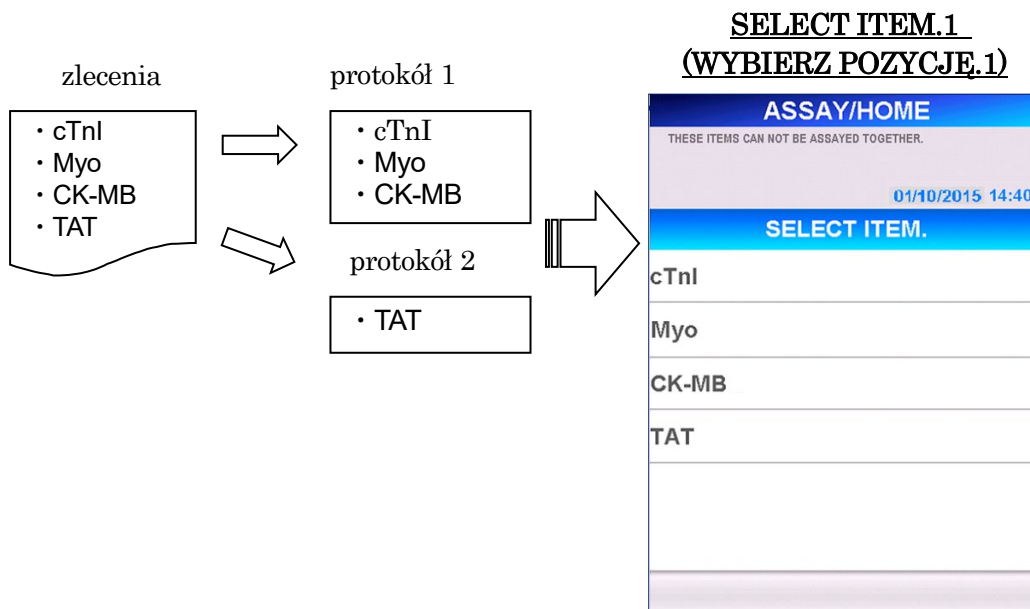 SELECT ITEM.1
(WYBIERZ POZYCJĘ.1)
zlecenia
・cTnI
・Myo
・CK-MB
・TAT
protokół 1
・cTnI
・Myo
・CK-MB
protokół 2
・TAT
ASSAY/HOME
THESE ITEMS CAN NOT BE ASSAYED TOGETHER.
01/10/2015 14:40
SELECT ITEM.
cTnI
Myo
CK-MB
TAT